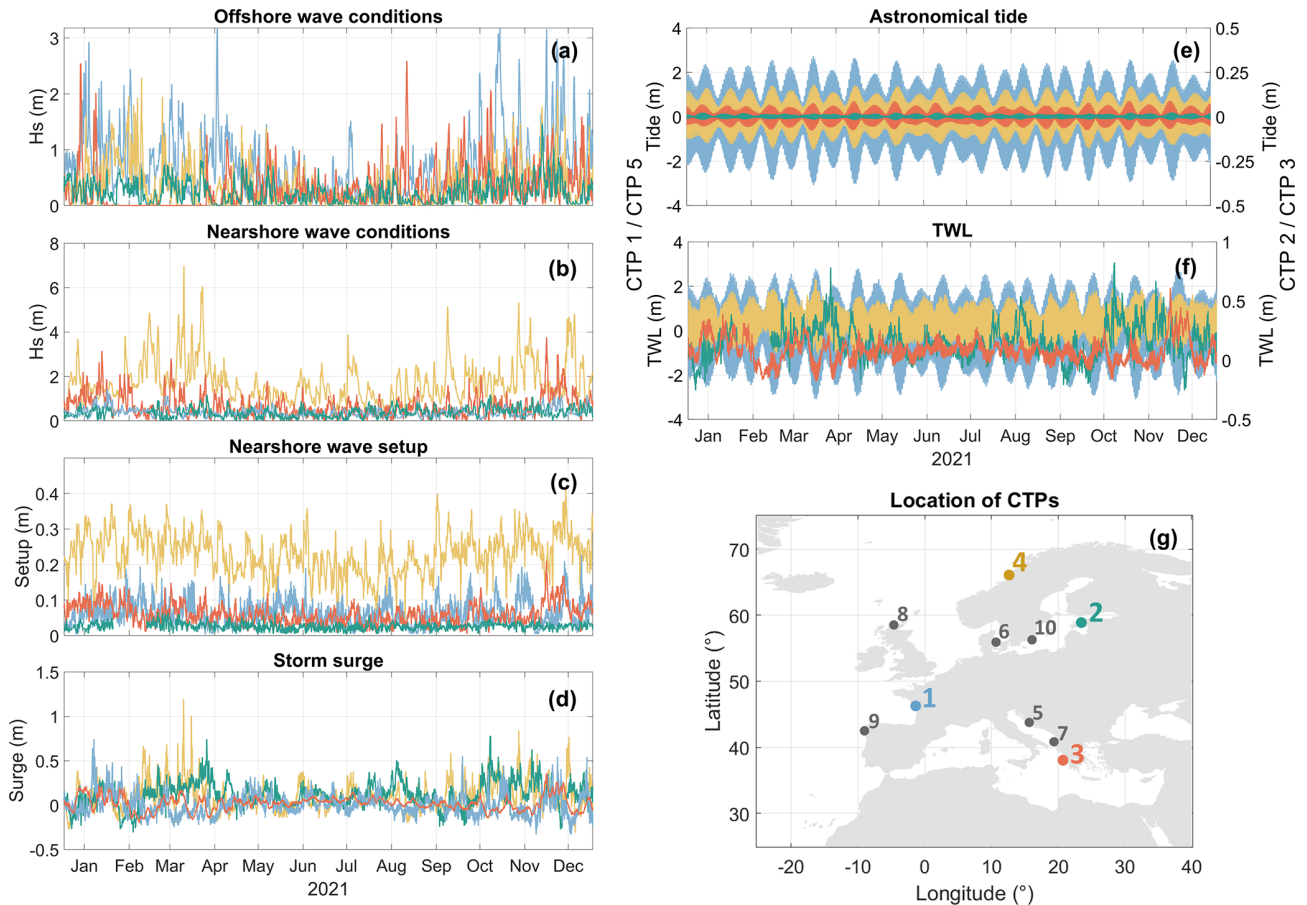 Offshore wave conditions
(a)
Hs (m)
3
2
1
0
Nearshore wave conditions
(b)
Hs (m)
8
6
4
2
0
Nearshore wave setup
(c)
Setup (m)
0.4
0.3
0.2
0.1
0
Storm surge
(d)
Surge (m)
1.5
1
0.5
0
-0.5
Jan Feb Mar Apr May Jun Jul Aug Sep Oct Nov Dec
2021
Astronomical tide
(e)
CTP 1 / CTP 5
Tide (m)
4
2
0
-2
-4
0.5
0.25
0
-0.25
-0.5
Tide (m)
CTP 2 / CTP 3
TWL
(f)
TWL (m)
4
2
0
-2
-4
1
0.5
0
-0.5
TWL (m)
Jan Feb Mar Apr May Jun Jul Aug Sep Oct Nov Dec
2021
Location of CTPs
(g)
Latitude (°)
70
60
50
40
30
4
8
6
10
2
1
9
5
7
3
-20 -10 0 10 20 30 40
Longitude (°)